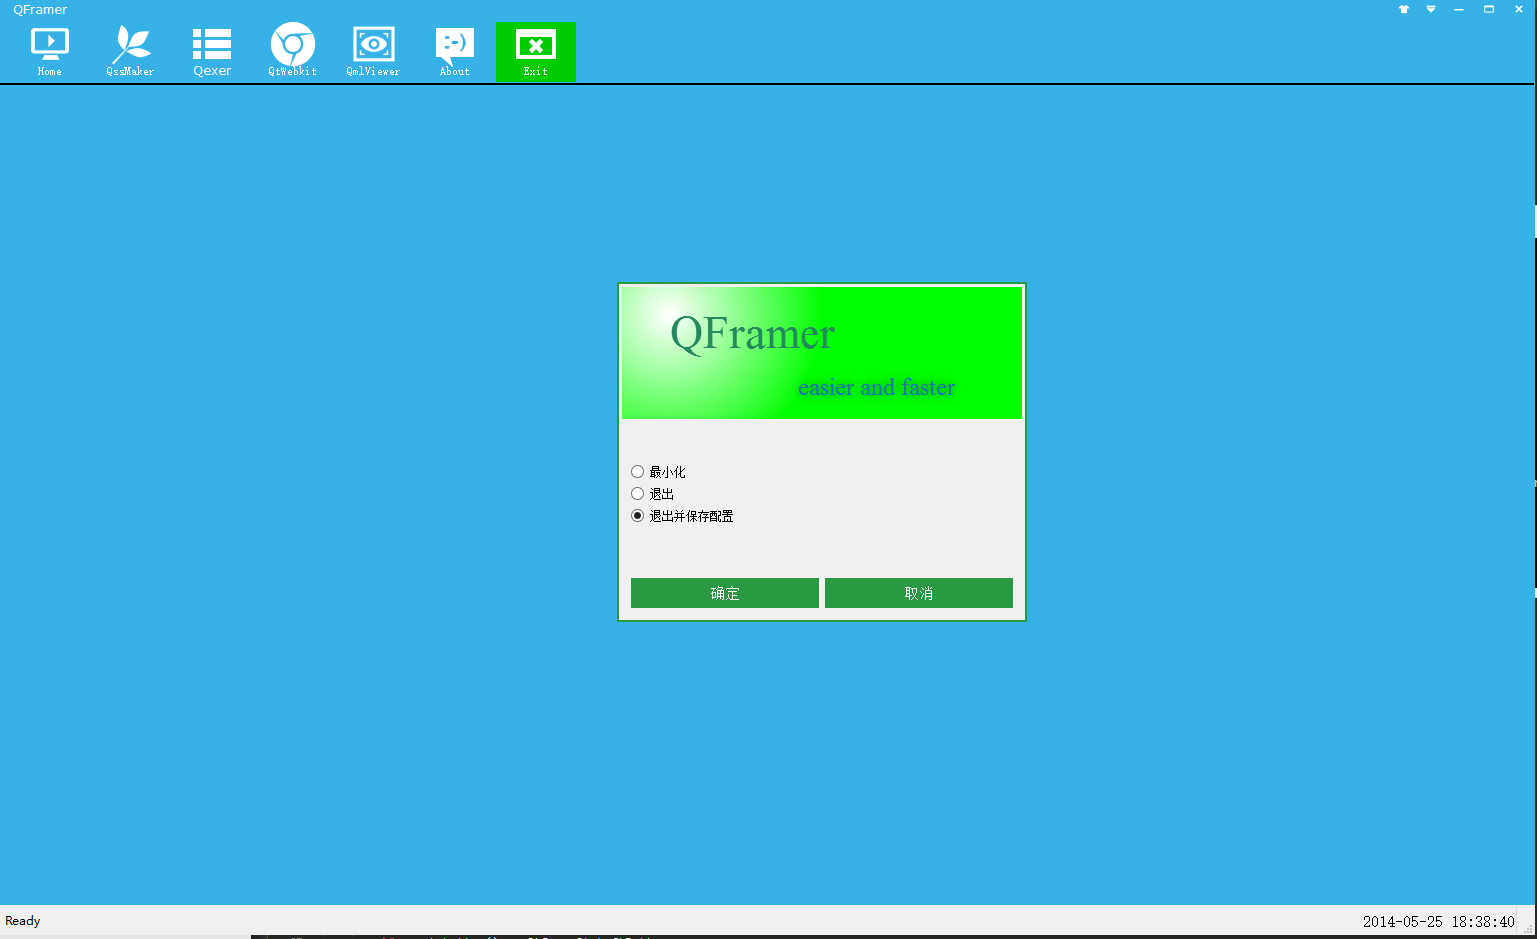 QFramer
Home
QssMaker
Qexer
QtWebkit
QmlViewer
About
Exit
QFramer
easier and faster
最小化
退出
退出并保存配置
确定
取消
Ready
2014-05-25 18:38:40